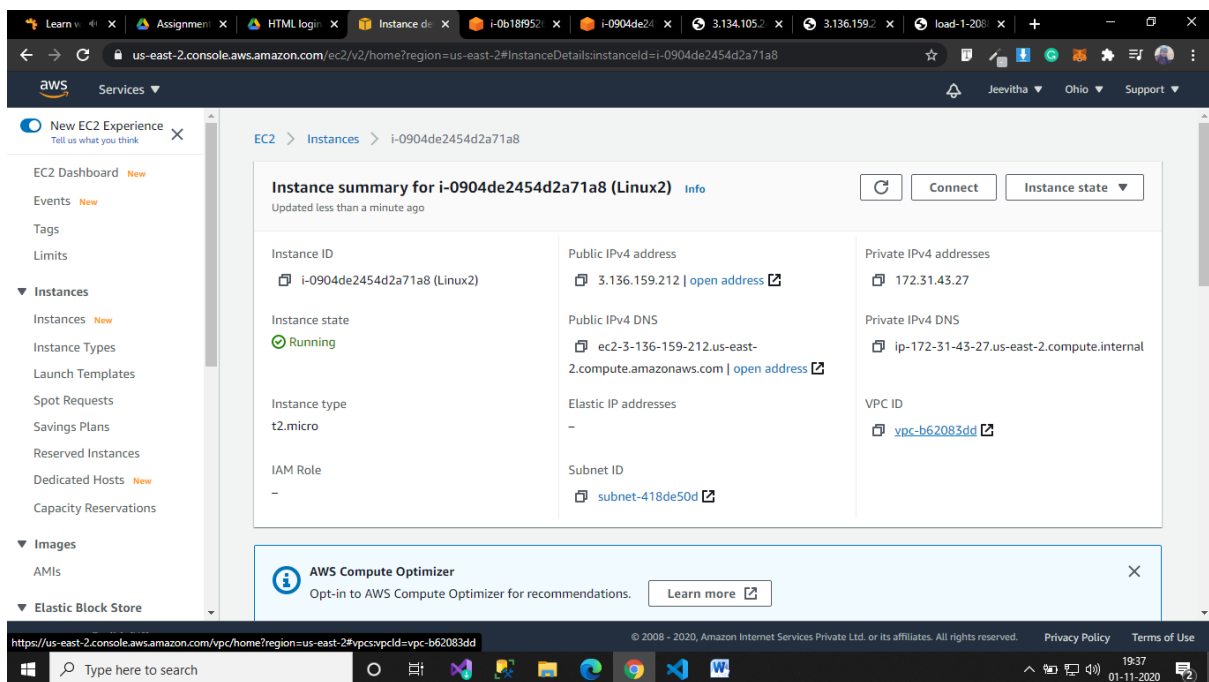 Learn w
Assignment
HTML login
Instance de
i-0b18f952
i-0904de24
3.134.105.2
3.136.159.2
load-1-208
us-east-2.console.aws.amazon.com/ec2/v2/home?region=us-east-2#InstanceDetails:instanceId=i-0904de2454d2a71a8
aws Services ▼ Jeevitha ▼ Ohio ▼ Support ▼
New EC2 Experience
Tell us what you think
EC2 Dashboard New
Events New
Tags
Limits
▼ Instances
Instances New
Instance Types
Launch Templates
Spot Requests
Savings Plans
Reserved Instances
Dedicated Hosts New
Capacity Reservations
▼ Images
AMIs
▼ Elastic Block Store
EC2 > Instances > i-0904de2454d2a71a8
Instance summary for i-0904de2454d2a71a8 (Linux2) Info
Updated less than a minute ago
Connect
Instance state ▼
Instance ID
i-0904de2454d2a71a8 (Linux2)
Public IPv4 address
3.136.159.212 | open address
Private IPv4 addresses
172.31.43.27
Instance state
Running
Public IPv4 DNS
ec2-3-136-159-212.us-east-
2.compute.amazonaws.com | open address
Private IPv4 DNS
ip-172-31-43-27.us-east-2.compute.internal
Instance type
t2.micro
Elastic IP addresses
–
VPC ID
vpc-b62083dd
IAM Role
–
Subnet ID
subnet-418de50d
AWS Compute Optimizer
Opt-in to AWS Compute Optimizer for recommendations.
Learn more
https://us-east-2.console.aws.amazon.com/vpc/home?region=us-east-2#vpcs:vpcId=vpc-b62083dd
© 2008 - 2020, Amazon Internet Services Private Ltd. or its affiliates. All rights reserved. Privacy Policy Terms of Use
Type here to search
19:37
01-11-2020
2